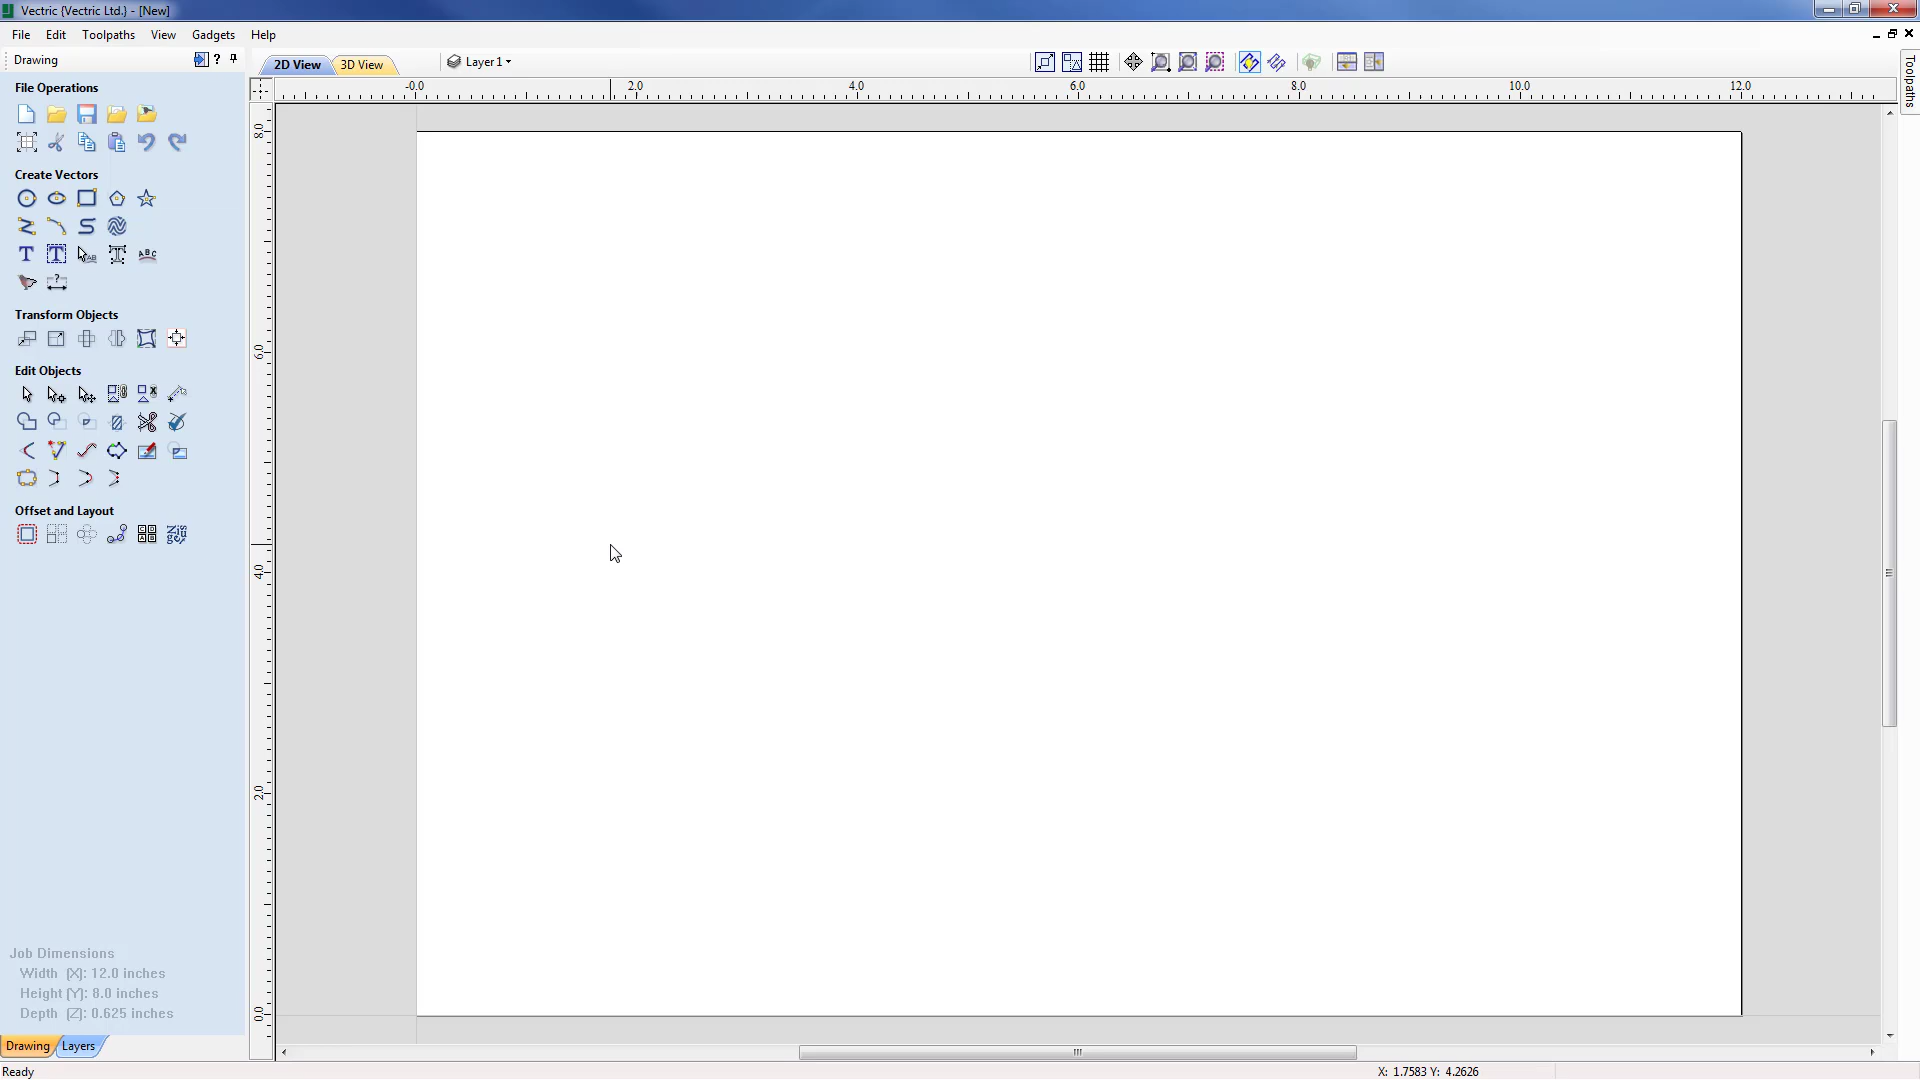 Vectric {Vectric Ltd.} - [New]
File Edit Toolpaths View Gadgets Help
Drawing
2D View 3D View Layer1
Toolpaths
File Operations
-0.0 2.0 4.0 6.0 8.0 10.0 12.0
8.0
Create Vectors
T T AB T ABC
?
Transform Objects
6.0
Edit Objects
Offset and Layout
4.0
2.0
Job Dimensions
Width (X): 12.0 inches
Height (Y): 8.0 inches
Depth (Z): 0.625 inches
0.0
Drawing Layers
Ready
X: 1.7583 Y: 4.2626